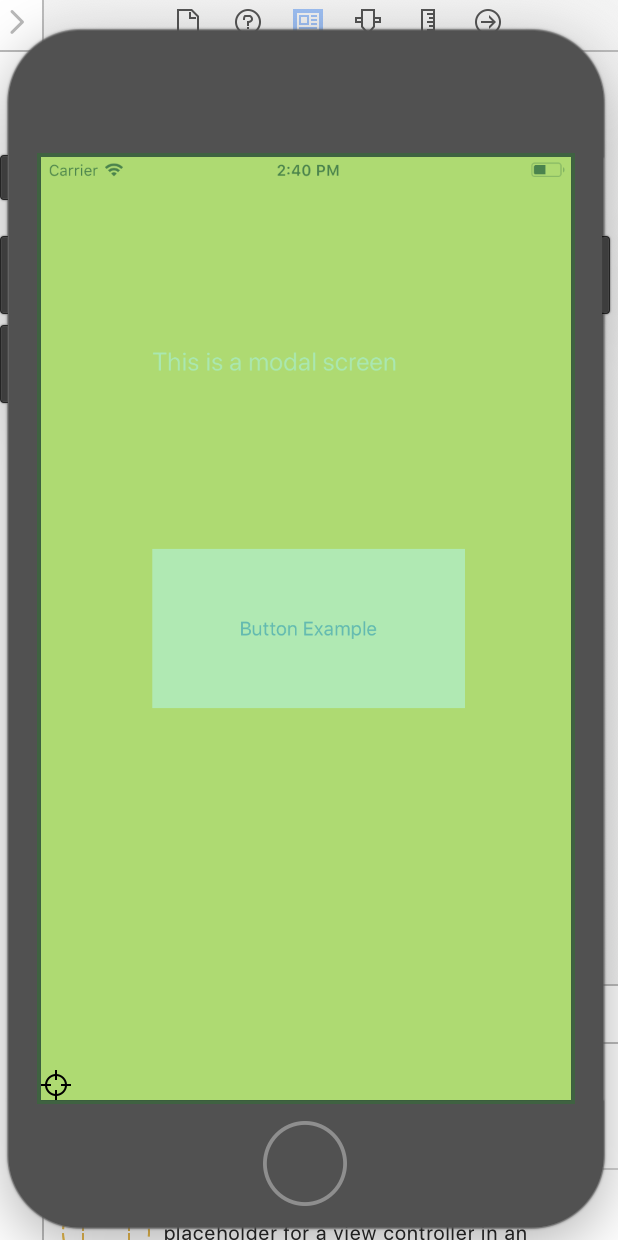 Carrier
2:40 PM
This is a modal screen
Button Example
placeholder for a view controller in an